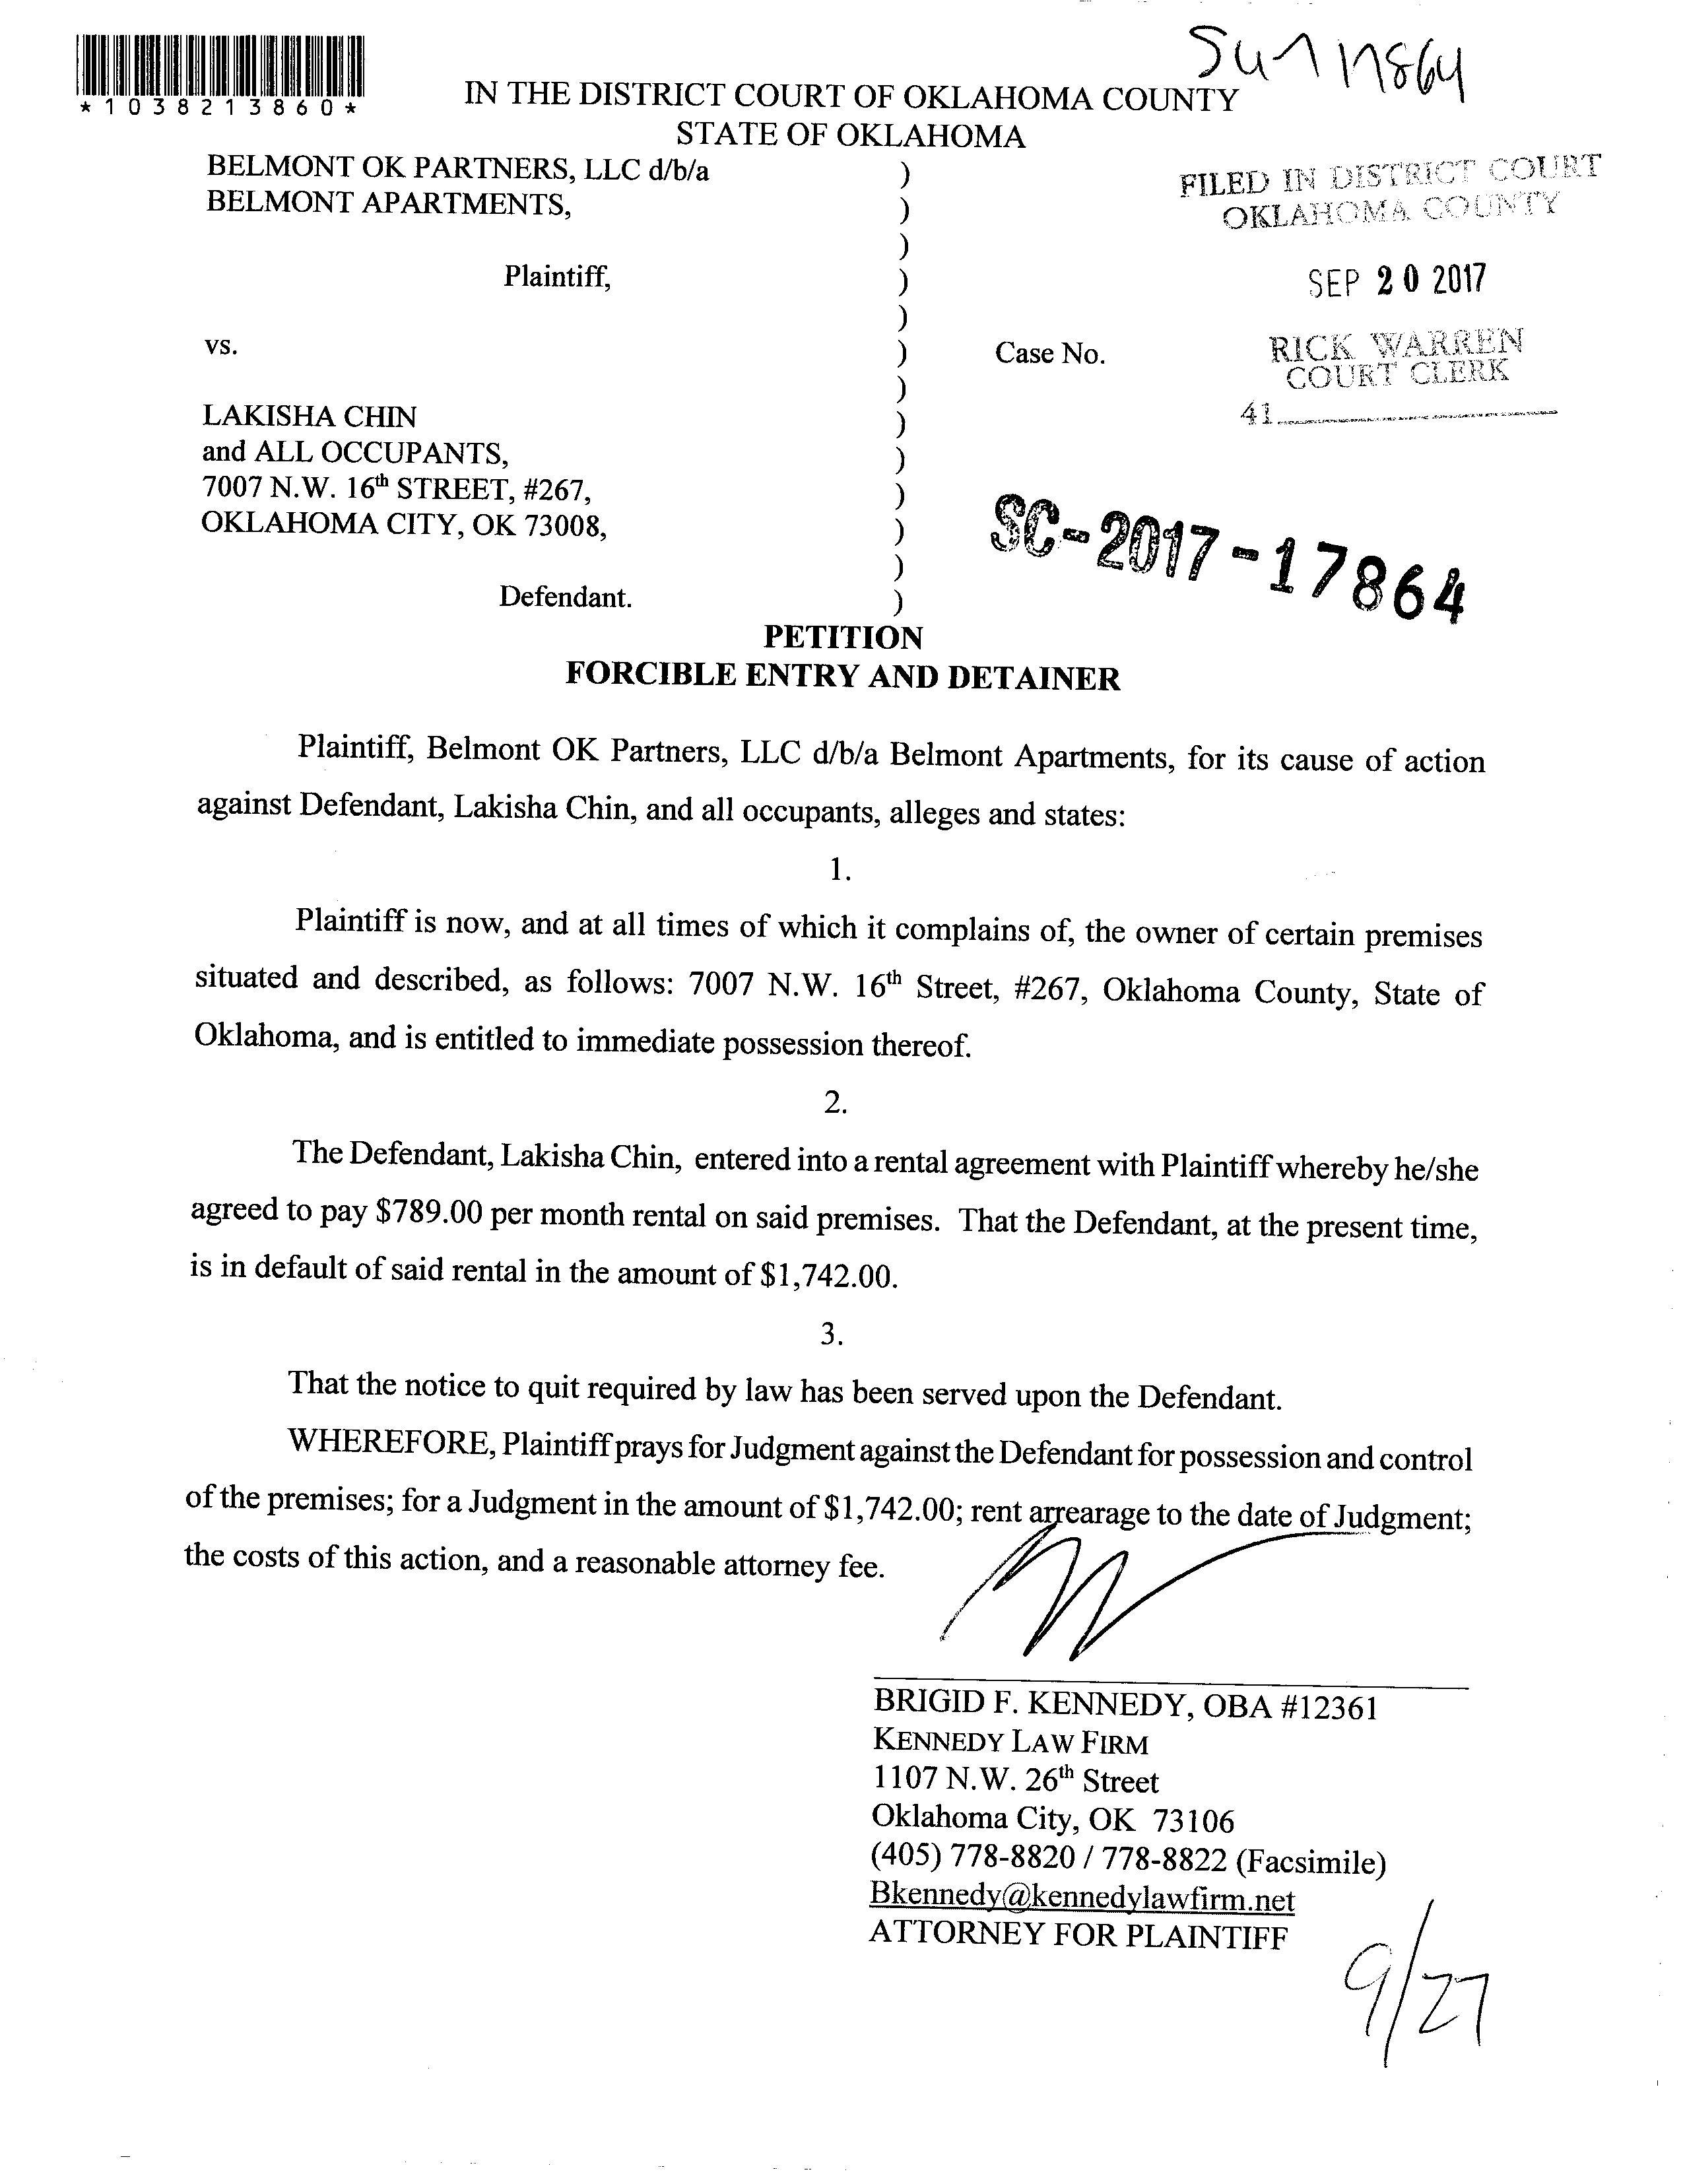 *1038213860*
IN THE DISTRICT COURT OF OKLAHOMA COUNTY
STATE OF OKLAHOMA
BELMONT OK PARTNERS, LLC d/b/a )
BELMONT APARTMENTS, )
)
Plaintiff, )
)
vs. ) Case No.
)
LAKISHA CHIN )
and ALL OCCUPANTS, )
7007 N.W. 16th STREET, #267, )
OKLAHOMA CITY, OK 73008, )
)
Defendant. )
FILED IN DISTRICT COURT
OKLAHOMA COUNTY
SEP 20 2017
RICK WARREN
COURT CLERK
41
SC-2017-17864
PETITION
FORCIBLE ENTRY AND DETAINER
Plaintiff, Belmont OK Partners, LLC d/b/a Belmont Apartments, for its cause of action
against Defendant, Lakisha Chin, and all occupants, alleges and states:
1.
Plaintiff is now, and at all times of which it complains of, the owner of certain premises
situated and described, as follows: 7007 N.W. 16th Street, #267, Oklahoma County, State of
Oklahoma, and is entitled to immediate possession thereof.
2.
The Defendant, Lakisha Chin, entered into a rental agreement with Plaintiff whereby he/she
agreed to pay $789.00 per month rental on said premises. That the Defendant, at the present time,
is in default of said rental in the amount of $1,742.00.
3.
That the notice to quit required by law has been served upon the Defendant.
WHEREFORE, Plaintiff prays for Judgment against the Defendant for possession and control
of the premises; for a Judgment in the amount of $1,742.00; rent arrearage to the date of Judgment;
the costs of this action, and a reasonable attorney fee.
BRIGID F. KENNEDY, OBA #12361
KENNEDY LAW FIRM
1107 N.W. 26th Street
Oklahoma City, OK 73106
(405) 778-8820 / 778-8822 (Facsimile)
Bkennedy@kennedylawfirm.net
ATTORNEY FOR PLAINTIFF
9/27